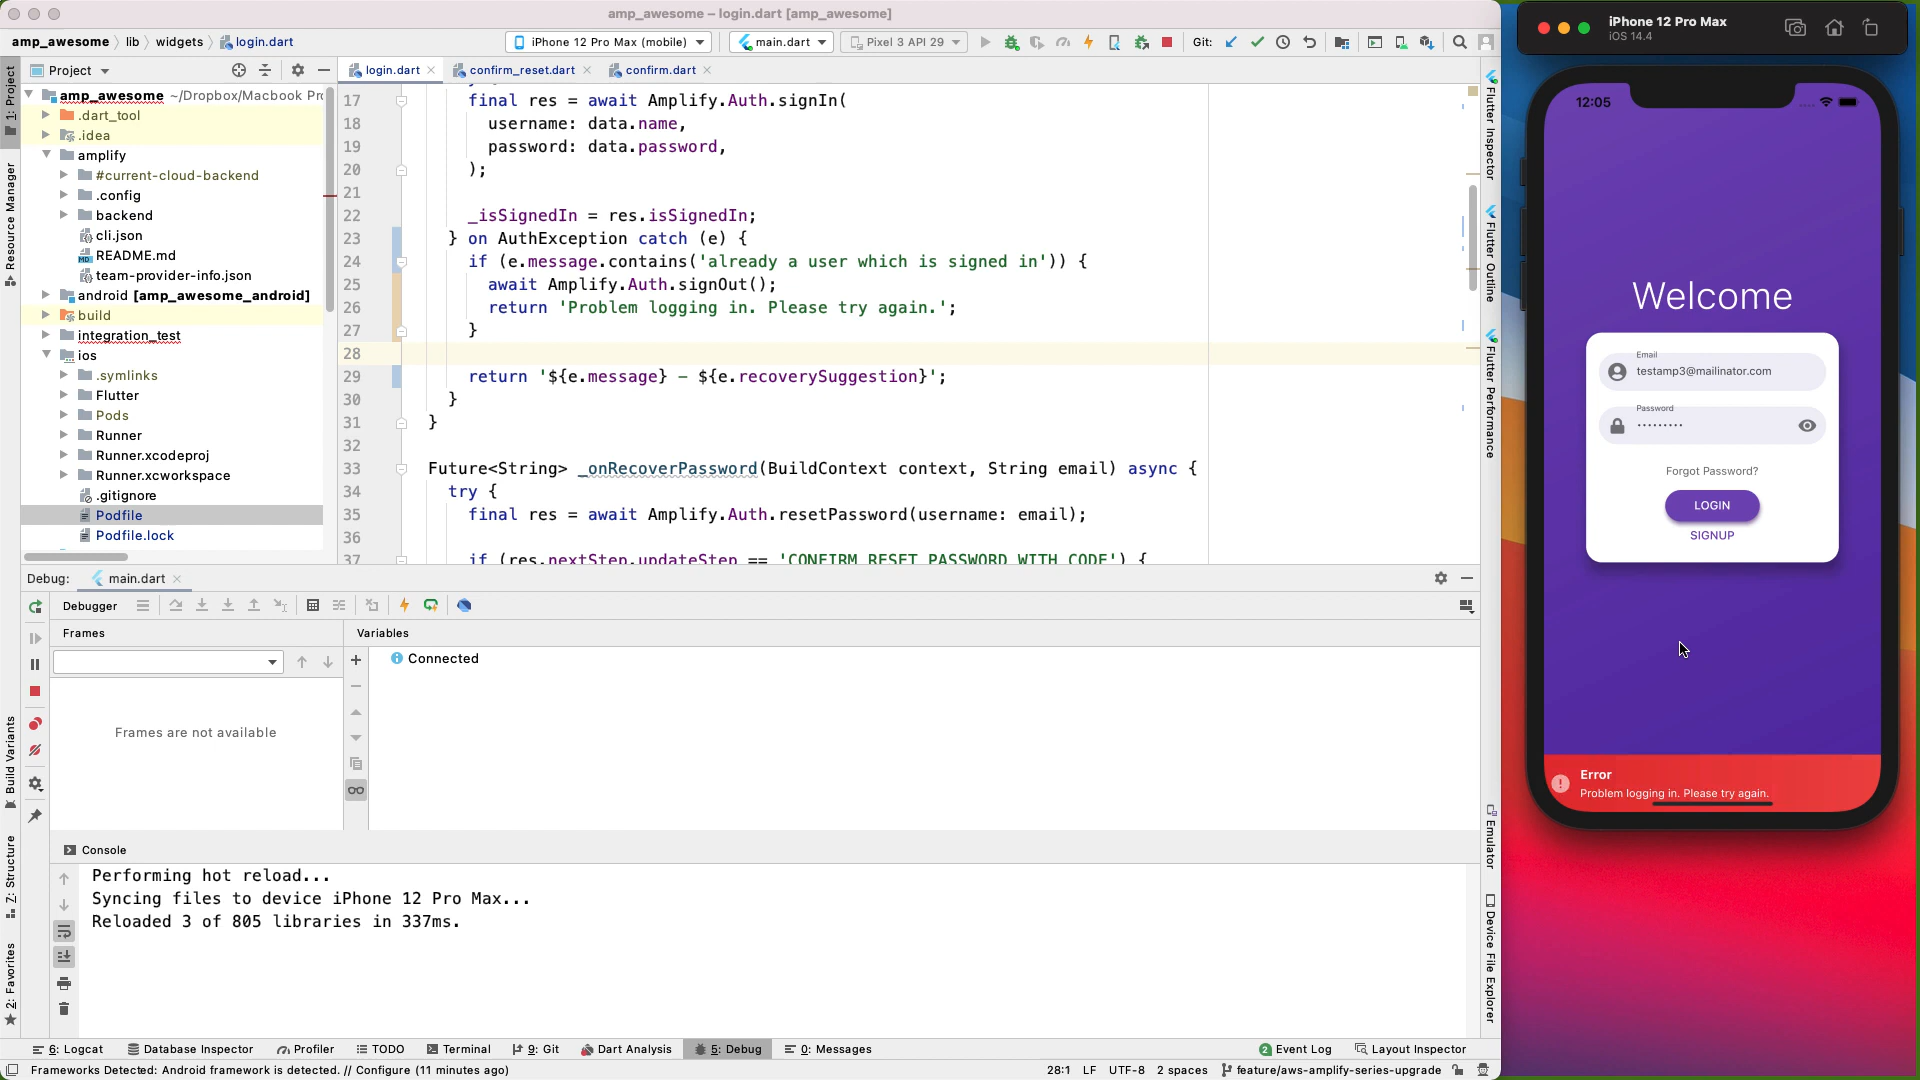 amp_awesome – login.dart [amp_awesome]
amp_awesome
lib
widgets
login.dart
iPhone 12 Pro Max (mobile)
main.dart
Pixel 3 API 29
Git:
Project
login.dart
confirm_reset.dart
confirm.dart
amp_awesome ~/Dropbox/Macbook Pr
.dart_tool
.idea
amplify
#current-cloud-backend
.config
backend
cli.json
README.md
team-provider-info.json
android [amp_awesome_android]
build
integration_test
ios
.symlinks
Flutter
Pods
Runner
Runner.xcodeproj
Runner.xcworkspace
.gitignore
Podfile
Podfile.lock
17 final res = await Amplify.Auth.signIn(
18 username: data.name,
19 password: data.password,
20 );
21
22 _isSignedIn = res.isSignedIn;
23 } on AuthException catch (e) {
24 if (e.message.contains('already a user which is signed in')) {
25 await Amplify.Auth.signOut();
26 return 'Problem logging in. Please try again.';
27 }
28
29 return '${e.message} – ${e.recoverySuggestion}';
30 }
31 }
32
33 Future<String> _onRecoverPassword(BuildContext context, String email) async {
34 try {
35 final res = await Amplify.Auth.resetPassword(username: email);
36
37 if (res.nextStep.updateStep == 'CONFIRM_RESET_PASSWORD_WITH_CODE') {
1: Project
Resource Manager
Build Variants
Z: Structure
2: Favorites
Flutter Inspector
Flutter Outline
Flutter Performance
Emulator
Device File Explorer
Debug:
main.dart
Debugger
Frames
Variables
Connected
Frames are not available
Console
Performing hot reload...
Syncing files to device iPhone 12 Pro Max...
Reloaded 3 of 805 libraries in 337ms.
6: Logcat
Database Inspector
Profiler
TODO
Terminal
9: Git
Dart Analysis
5: Debug
0: Messages
2 Event Log
Layout Inspector
Frameworks Detected: Android framework is detected. // Configure (11 minutes ago)
28:1
LF
UTF-8
2 spaces
feature/aws-amplify-series-upgrade
iPhone 12 Pro Max
iOS 14.4
12:05
Welcome
Email
testamp3@mailinator.com
Password
Forgot Password?
LOGIN
SIGNUP
Error
Problem logging in. Please try again.